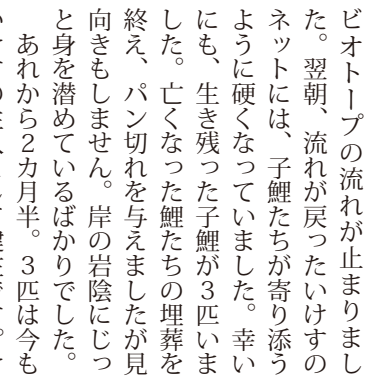 ビオトープの流れが止まりまし
た。翌朝、流れが戻ったいけすの
ネットには、子鯉たちが寄り添う
ように硬くなっていました。幸い
にも、生き残った子鯉が３匹いま
した。亡くなった鯉たちの埋葬を
終え、パン切れを与えましたが見
向きもしません。岸の岩陰にじっ
と身を潜めているばかりでした。
あれから２カ月半。３匹は今も